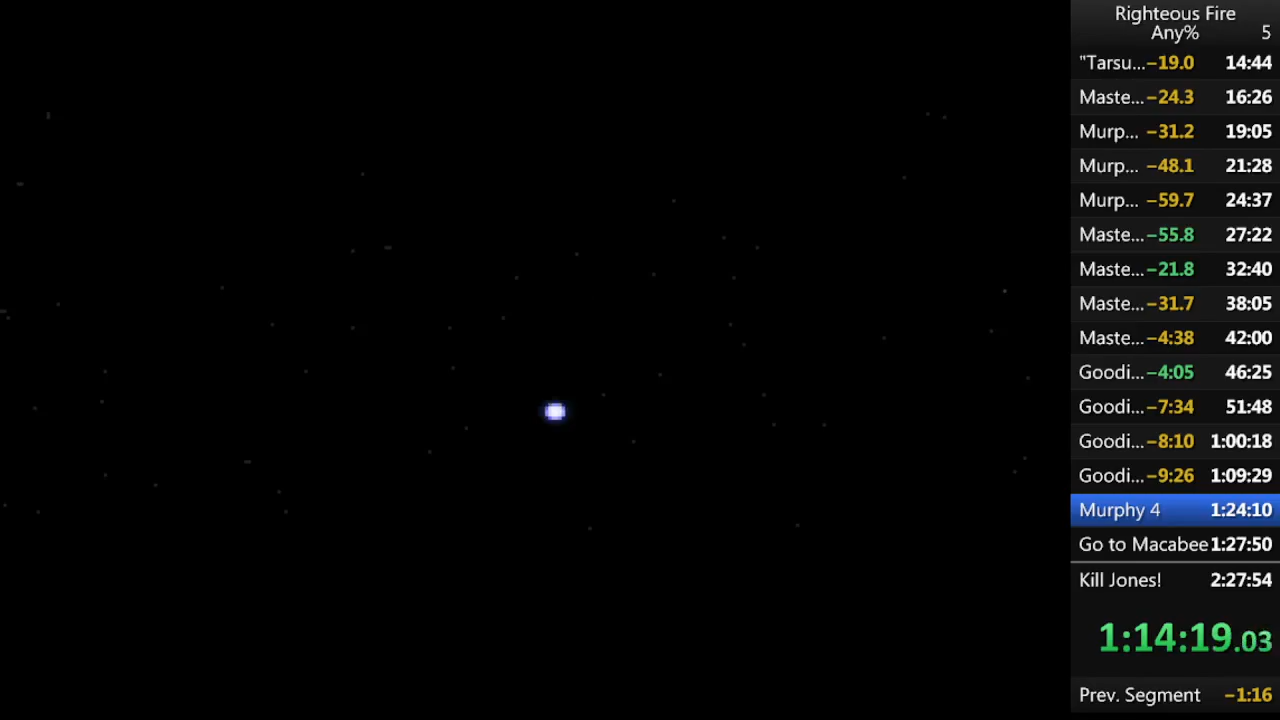 Righteous Fire
Any% 5
"Tarsu... −19.0 14:44
Maste... −24.3 16:26
Murp... −31.2 19:05
Murp... −48.1 21:28
Murp... −59.7 24:37
Maste... −55.8 27:22
Maste... −21.8 32:40
Maste... −31.7 38:05
Maste... −4:38 42:00
Goodi... −4:05 46:25
Goodi... −7:34 51:48
Goodi... −8:10 1:00:18
Goodi... −9:26 1:09:29
Murphy 4 1:24:10
Go to Macabee 1:27:50
Kill Jones! 2:27:54
1:14:19.03
Prev. Segment −1:16